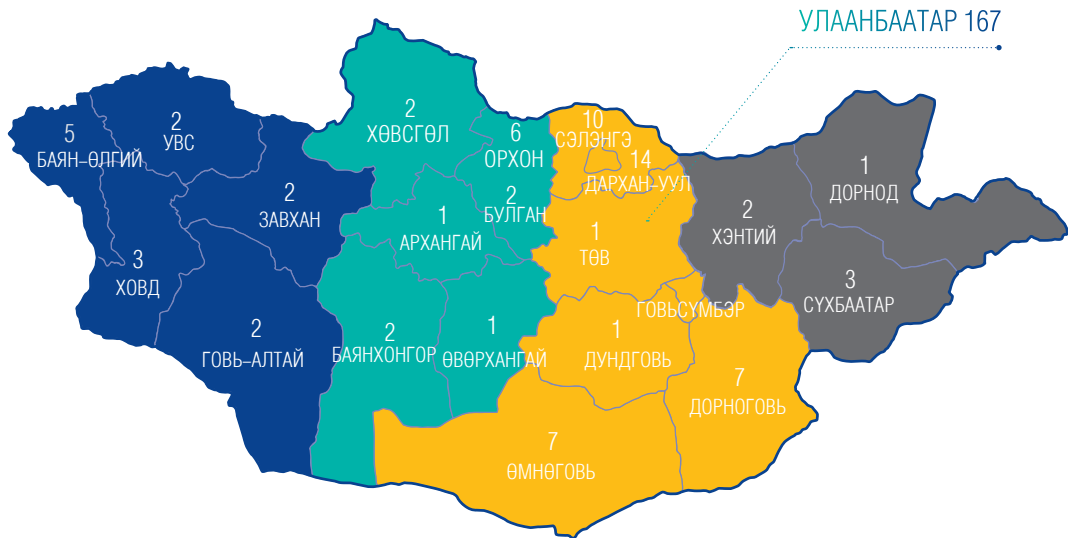 УЛААНБААТАР 167
5
БАЯН–ӨЛГИЙ
2
УВС
2
ЗАВХАН
3
ХОВД
2
ГОВЬ–АЛТАЙ
2
ХӨВСГӨЛ
6
ОРХОН
2
БУЛГАН
1
АРХАНГАЙ
2
БАЯНХОНГОР
1
ӨВӨРХАНГАЙ
10
СЭЛЭНГЭ
14
ДАРХАН–УУЛ
1
ТӨВ
ГОВЬСҮМБЭР
1
ДУНДГОВЬ
7
ДОРНОГОВЬ
7
ӨМНӨГОВЬ
2
ХЭНТИЙ
1
ДОРНОД
3
СҮХБААТАР